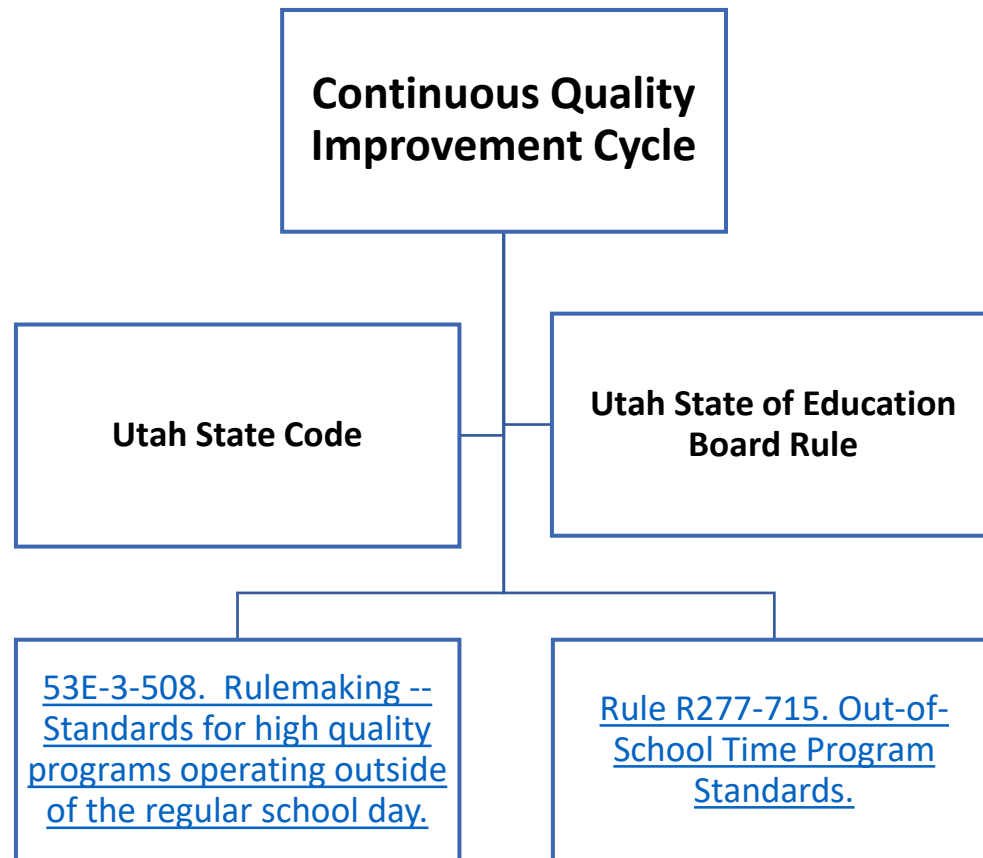 Continuous Quality
Improvement Cycle
Utah State Code
Utah State of Education
Board Rule
53E-3-508.  Rulemaking --
Standards for high quality
programs operating outside
of the regular school day.
Rule R277-715. Out-of-
School Time Program
Standards.